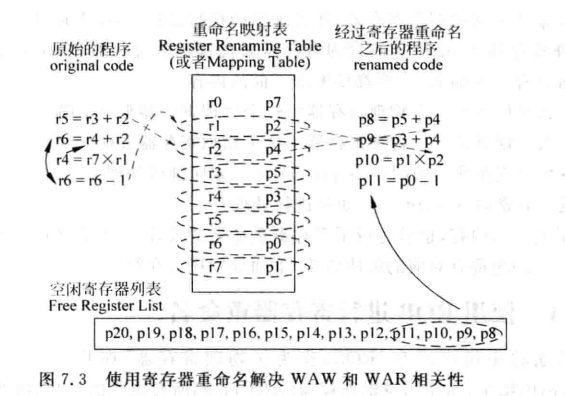 原始的程序
original code
r5 = r3 + r2
r6 = r4 + r2
r4 = r7 × r1
r6 = r6 − 1
重命名映射表
Register Renaming Table
(或者Mapping Table)
r0 p7
r1 p2
r2 p4
r3 p5
r4 p3
r5 p6
r6 p0
r7 p1
经过寄存器重命名
之后的程序
renamed code
p8 = p5 + p4
p9 = p3 + p4
p10 = p1 × p2
p11 = p0 − 1
空闲寄存器列表
Free Register List
p20, p19, p18, p17, p16, p15, p14, p13, p12, p11, p10, p9, p8
图 7.3 使用寄存器重命名解决 WAW 和 WAR 相关性